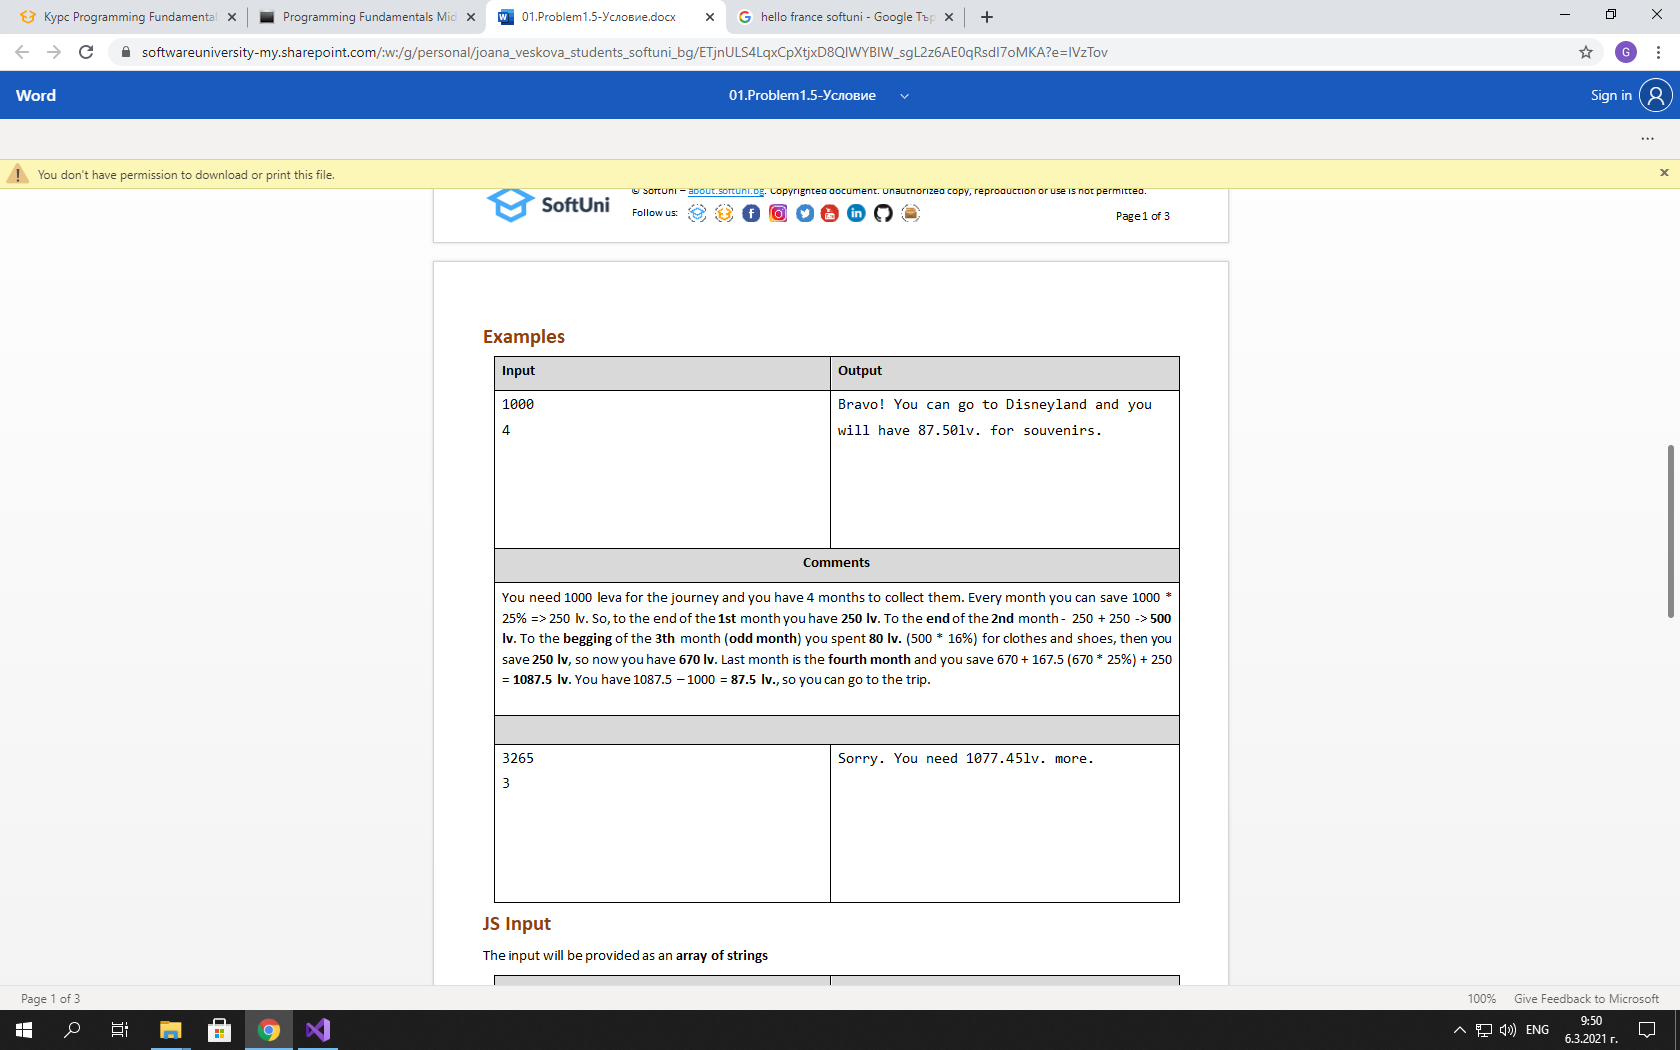 Курс Programming Fundamental
Programming Fundamentals Mid
01.Problem1.5-Условие.docx
hello france softuni - Google Тър
softwareuniversity-my.sharepoint.com/:w:/g/personal/joana_veskova_students_softuni_bg/ETjnULS4LqxCpXtjxD8QIWYBIW_sgL2z6AE0qRsdI7oMKA?e=IVzTov
G
Word
01.Problem1.5-Условие
Sign in
You don't have permission to download or print this file.
SoftUni
© SoftUni – about.softuni.bg. Copyrighted document. Unauthorized copy, reproduction or use is not permitted.
Follow us:
Page 1 of 3
Examples
Input
Output
1000
4
Bravo! You can go to Disneyland and you
will have 87.50lv. for souvenirs.
Comments
You need 1000 leva for the journey and you have 4 months to collect them. Every month you can save 1000 *
25% => 250 lv. So, to the end of the 1st month you have 250 lv. To the end of the 2nd month - 250 + 250 -> 500
lv. To the begging of the 3th month (odd month) you spent 80 lv. (500 * 16%) for clothes and shoes, then you
save 250 lv, so now you have 670 lv. Last month is the fourth month and you save 670 + 167.5 (670 * 25%) + 250
= 1087.5 lv. You have 1087.5 – 1000 = 87.5 lv., so you can go to the trip.
3265
3
Sorry. You need 1077.45lv. more.
JS Input
The input will be provided as an array of strings
Page 1 of 3
100%
Give Feedback to Microsoft
ENG
9:50
6.3.2021 г.